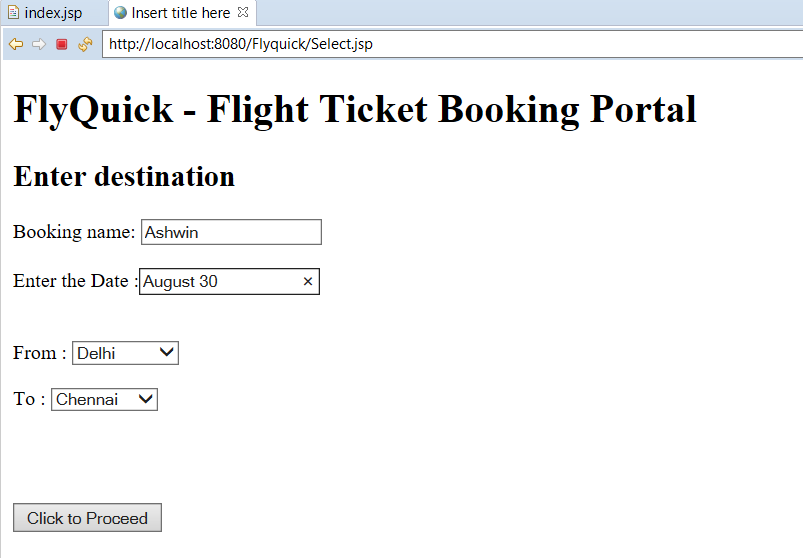 index.jsp Insert title here
http://localhost:8080/Flyquick/Select.jsp
FlyQuick - Flight Ticket Booking Portal
Enter destination
Booking name: Ashwin
Enter the Date :August 30
From : Delhi
To : Chennai
Click to Proceed